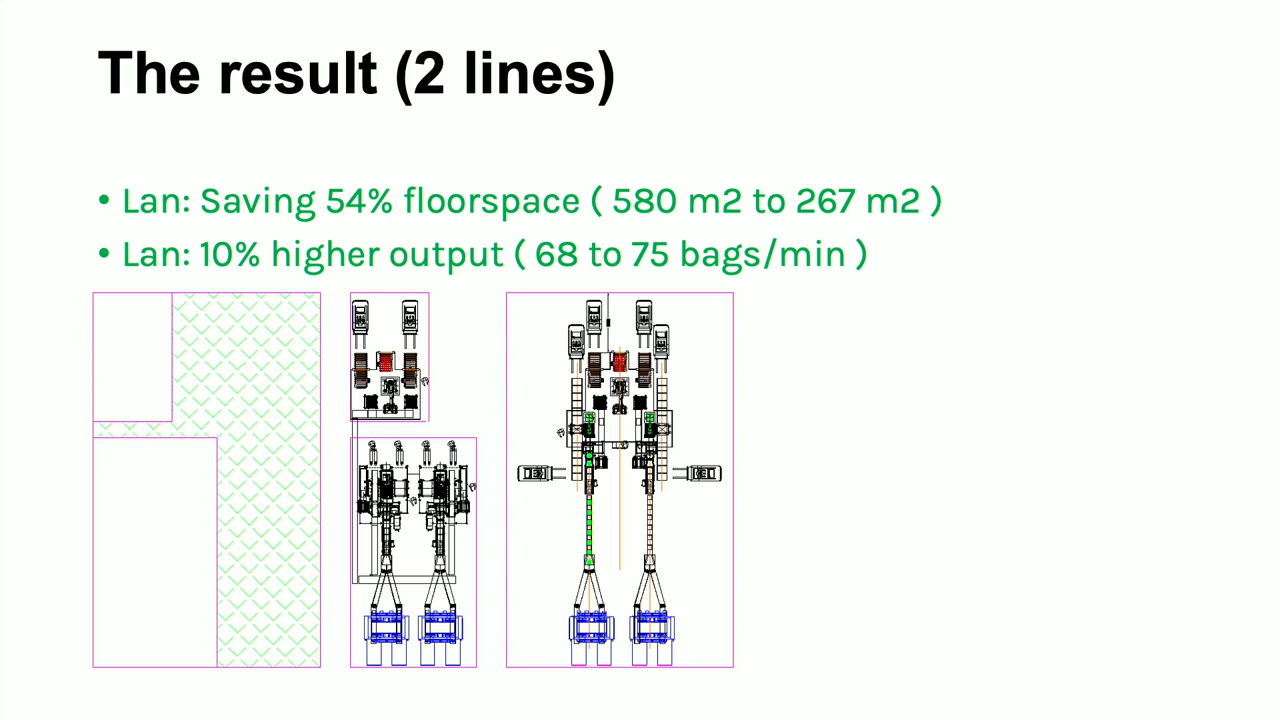 The result (2 lines)
• Lan: Saving 54% floorspace ( 580 m2 to 267 m2 )
• Lan: 10% higher output ( 68 to 75 bags/min )